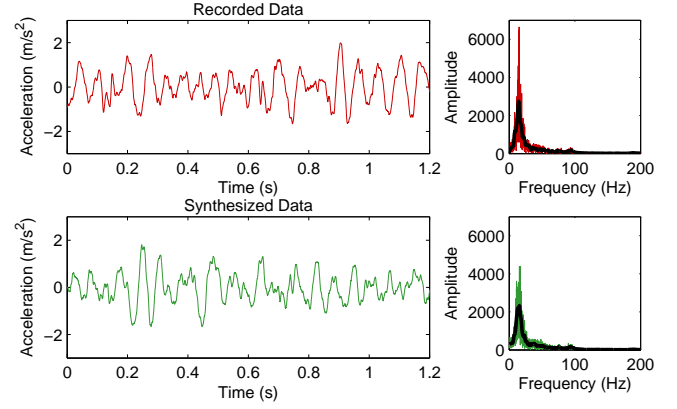 Recorded Data
Acceleration (m/s²)
2
0
−2
0 0.2 0.4 0.6 0.8 1 1.2
Time (s)
Amplitude
6000
4000
2000
0
0 100 200
Frequency (Hz)
Synthesized Data
Acceleration (m/s²)
2
0
−2
0 0.2 0.4 0.6 0.8 1 1.2
Time (s)
Amplitude
6000
4000
2000
0
0 100 200
Frequency (Hz)